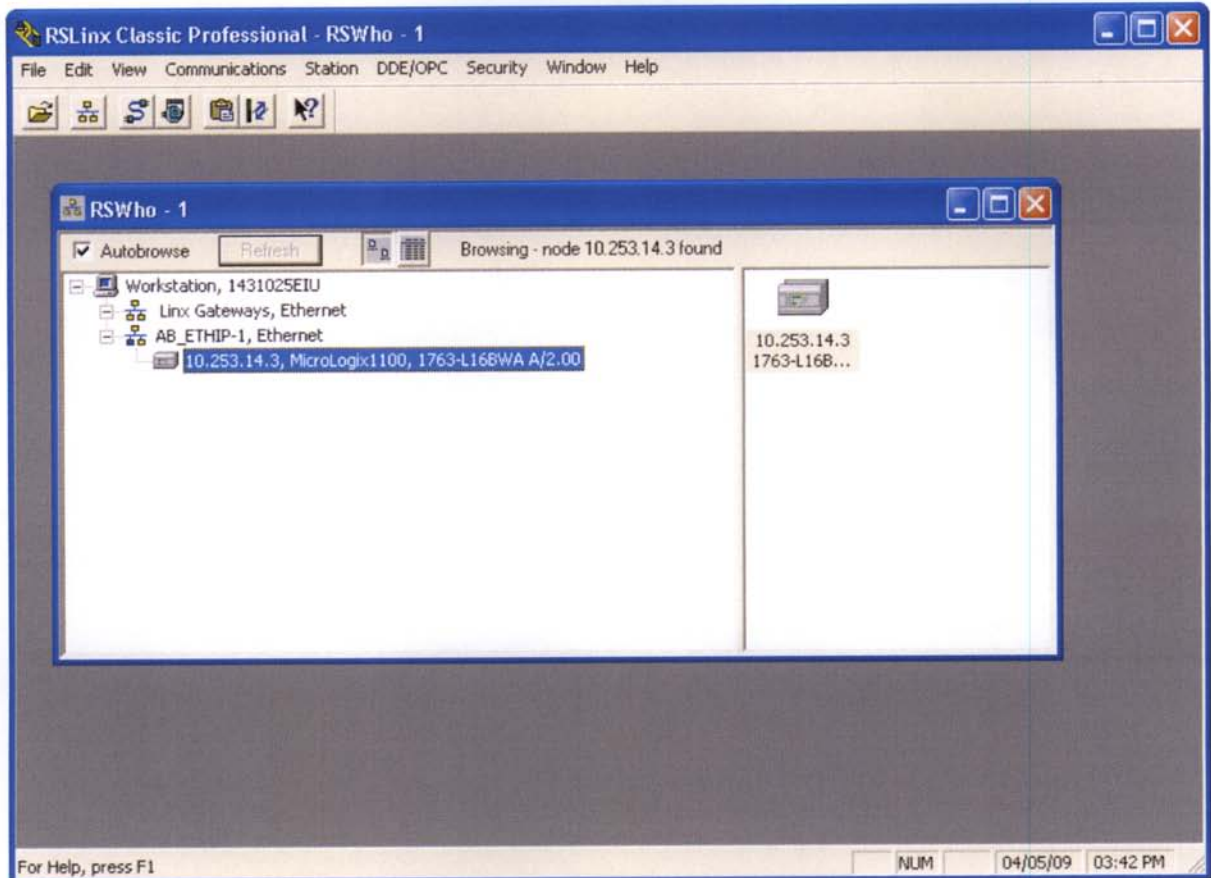 RSLinx Classic Professional - RSWho - 1
File Edit View Communications Station DDE/OPC Security Window Help
RSWho - 1
Autobrowse Refresh Browsing - node 10.253.14.3 found
Workstation, 1431025EIU
Linx Gateways, Ethernet
AB_ETHIP-1, Ethernet
10.253.14.3, MicroLogix1100, 1763-L16BWA A/2.00
10.253.14.3
1763-L16B...
For Help, press F1
NUM 04/05/09 03:42 PM